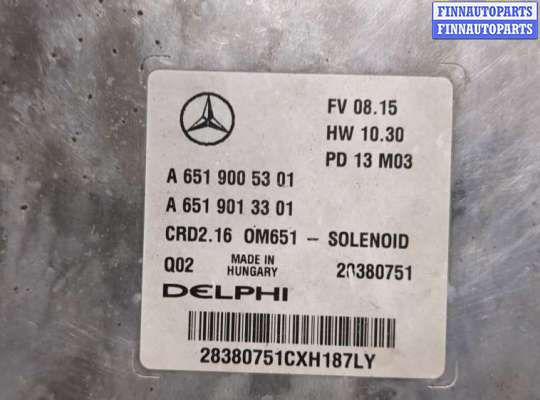 FINNAUTOPARTS
FINNAUTOPARTS
FV 08.15
HW 10.30
PD 13 M03
A 651 900 53 01
A 651 901 33 01
CRD2.16 OM651 – SOLENOID
Q02 MADE IN HUNGARY 28380751
DELPHI
28380751CXH187LY